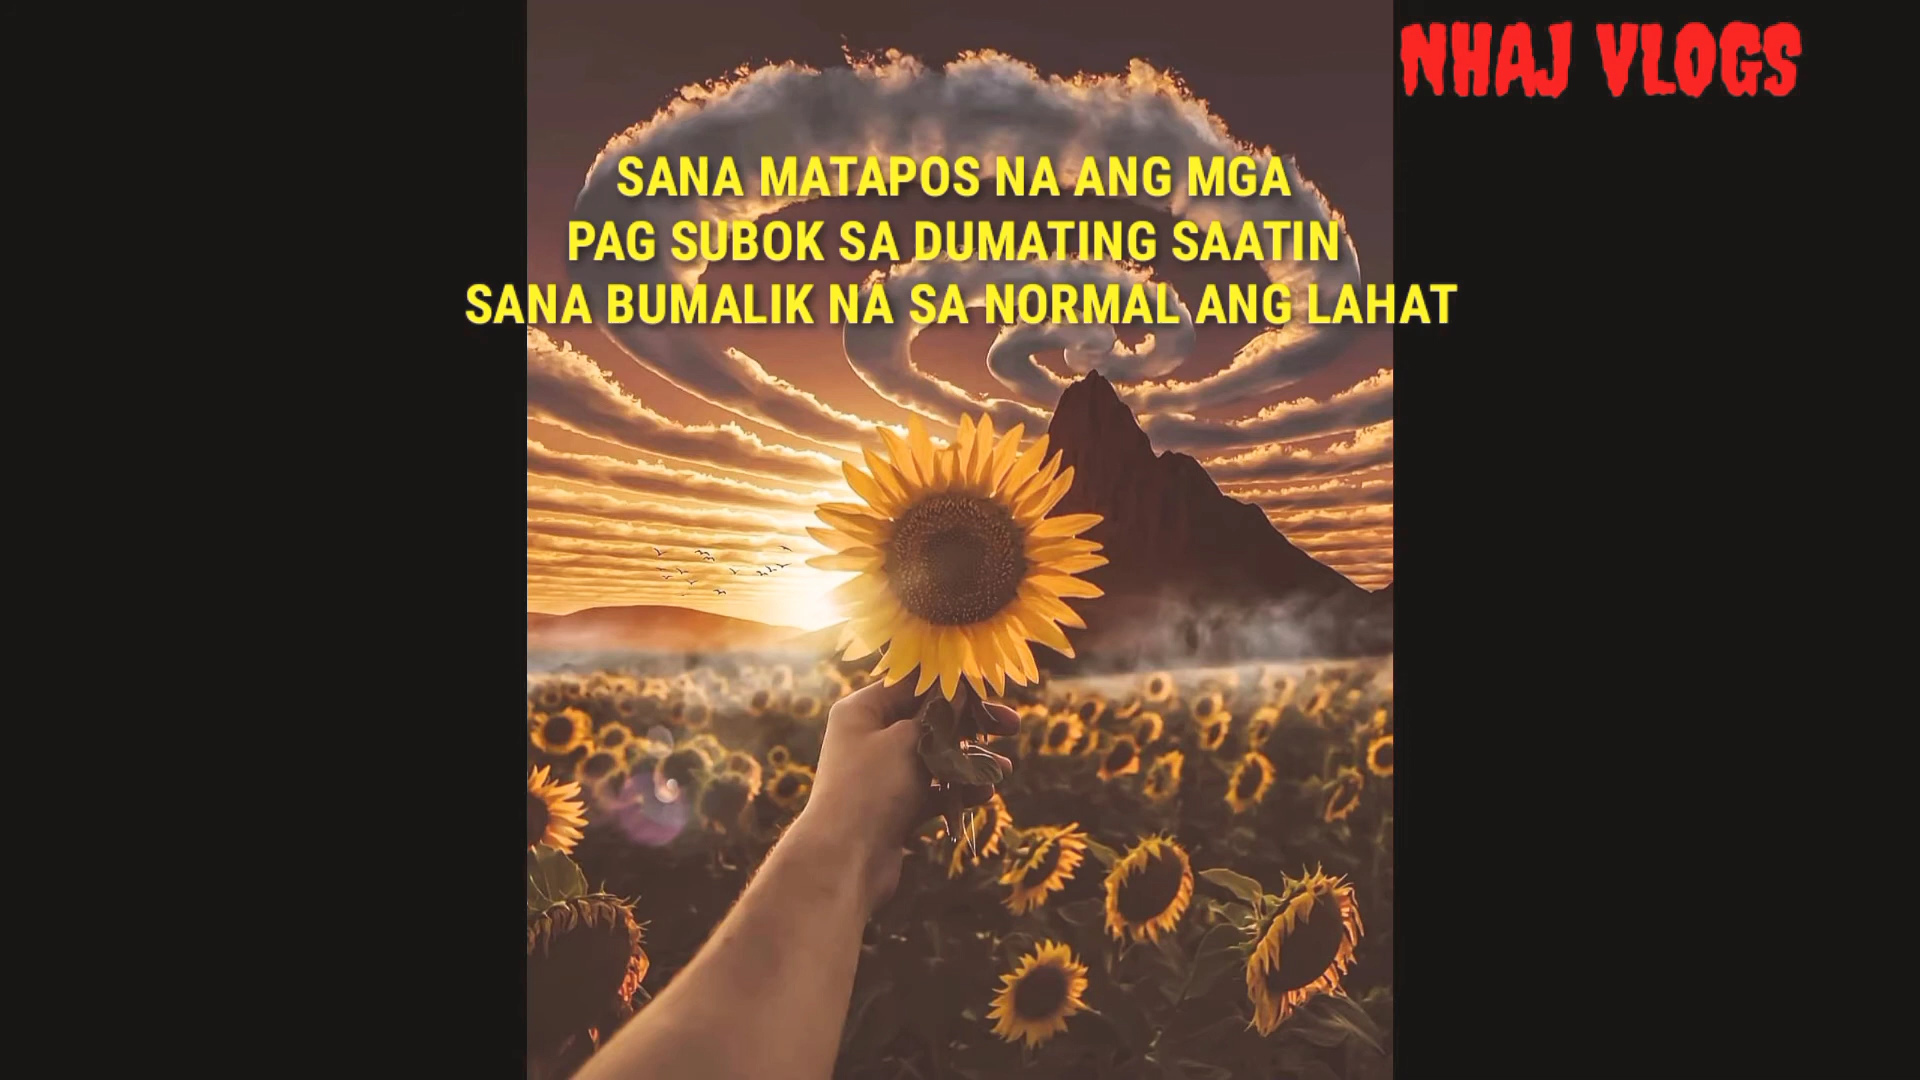 NHAJ VLOGS
SANA MATAPOS NA ANG MGA
PAG SUBOK SA DUMATING SAATIN
SANA BUMALIK NA SA NORMAL ANG LAHAT